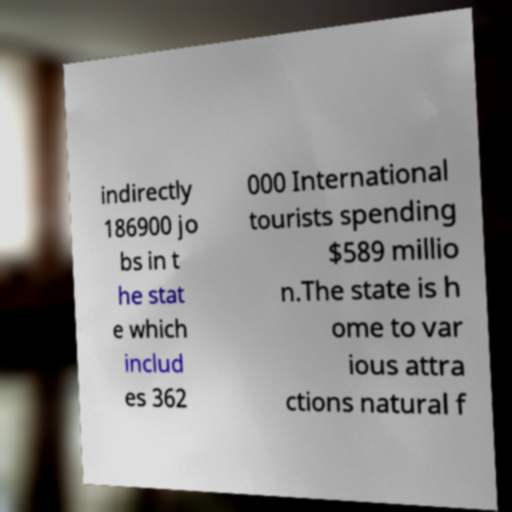 indirectly
186900 jo
bs in t
he stat
e which
includ
es 362
000 International
tourists spending
$589 millio
n.The state is h
ome to var
ious attra
ctions natural f